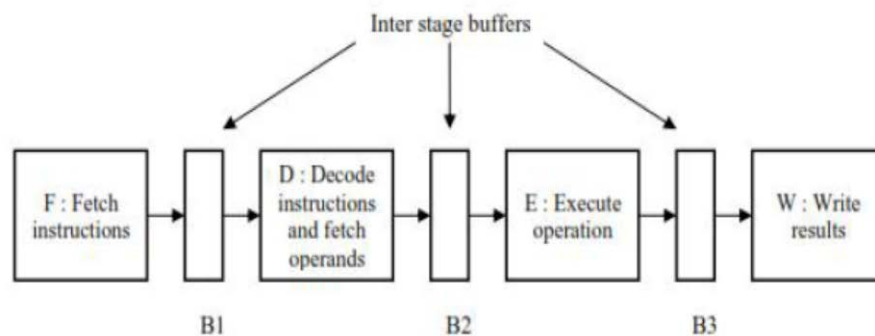 Inter stage buffers
F : Fetch
instructions
D : Decode
instructions
and fetch
operands
E : Execute
operation
W : Write
results
B1
B2
B3